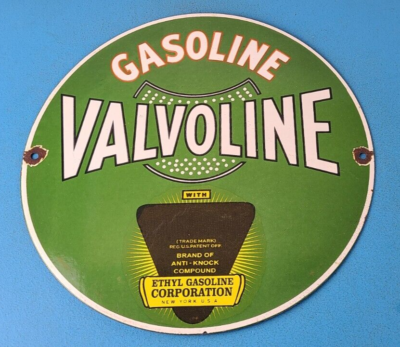 GASOLINE
VALVOLINE
WITH
(TRADE MARK)
REG.U.S.PATENT OFF.
BRAND OF
ANTI-KNOCK
COMPOUND
ETHYL GASOLINE
CORPORATION
NEW YORK U.S.A.